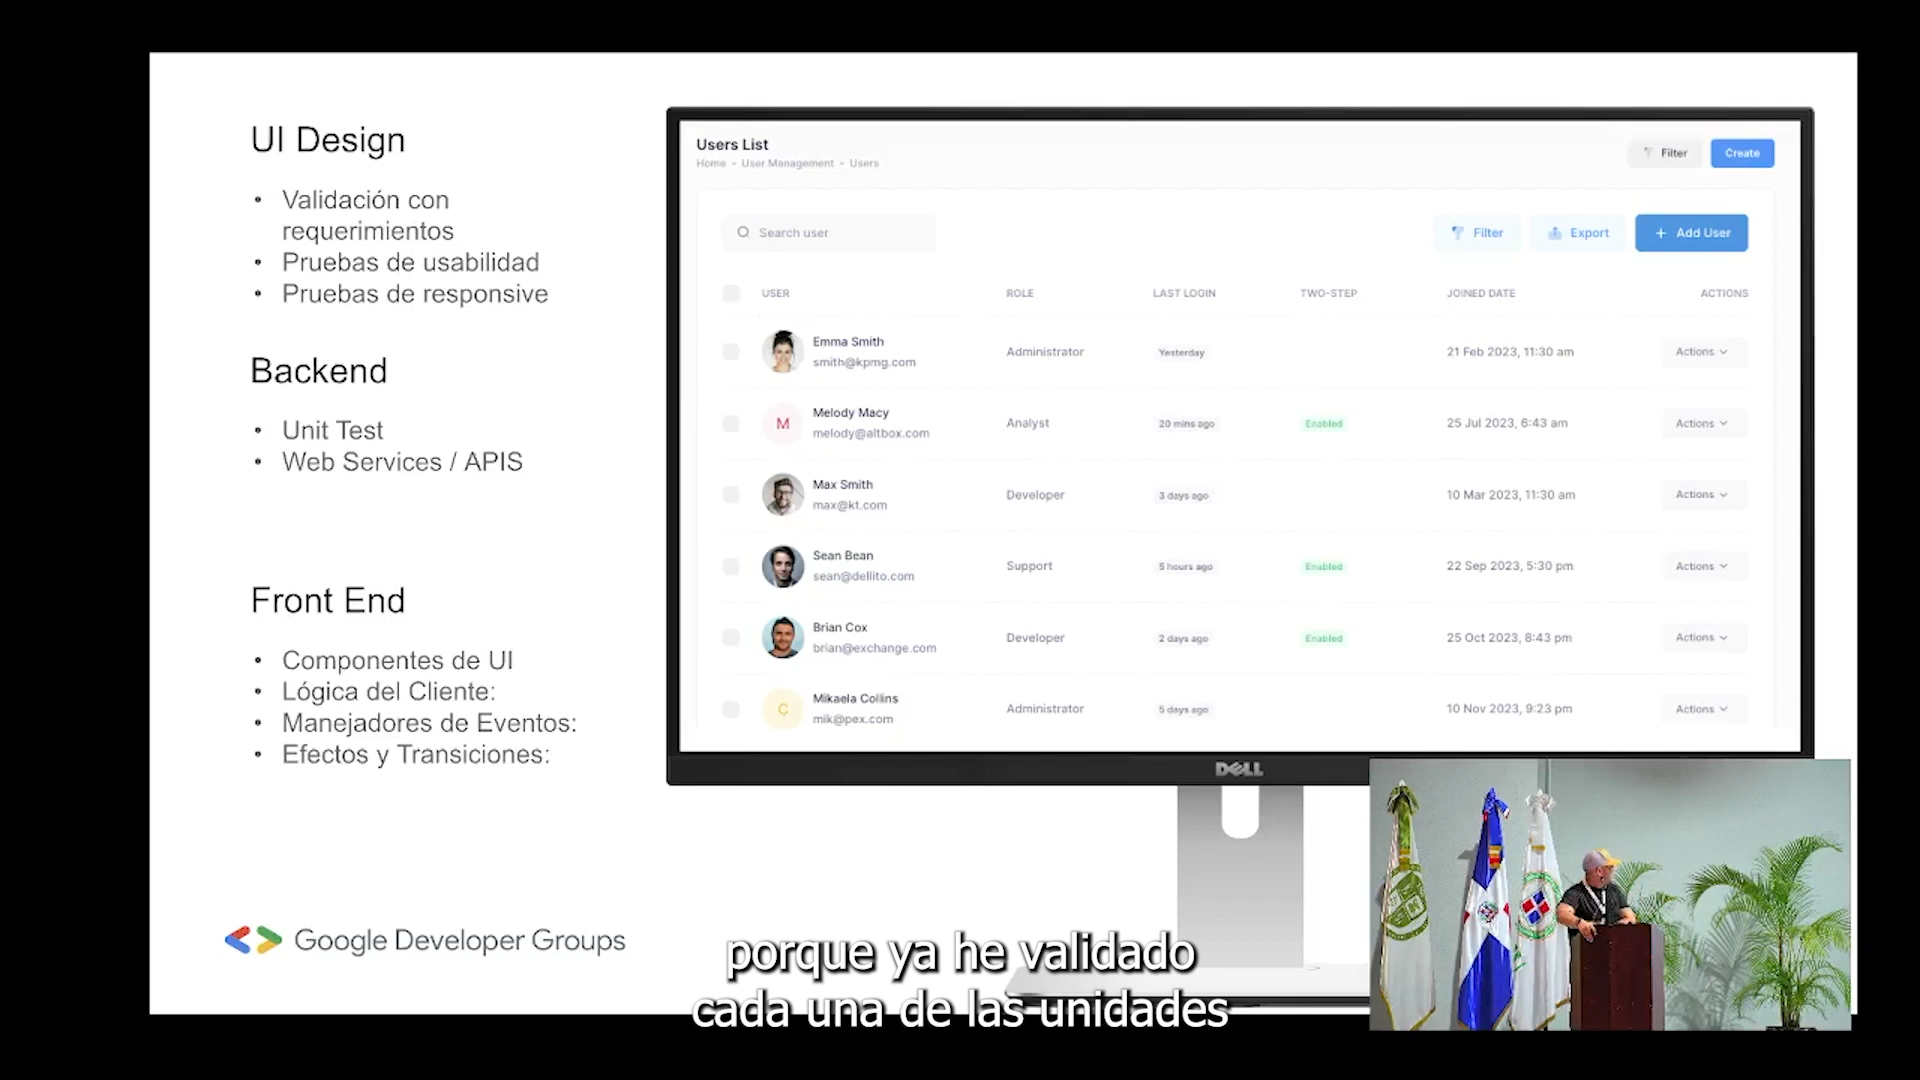 UI Design
• Validación con
requerimientos
• Pruebas de usabilidad
• Pruebas de responsive
Backend
• Unit Test
• Web Services / APIS
Front End
• Componentes de UI
• Lógica del Cliente:
• Manejadores de Eventos:
• Efectos y Transiciones:
Google Developer Groups
Users List
Home - User Management - Users
Filter
Create
Search user
Filter
Export
+ Add User
USER ROLE LAST LOGIN TWO-STEP JOINED DATE ACTIONS
Emma Smith
smith@kpmg.com
Administrator Yesterday 21 Feb 2023, 11:30 am Actions
M
Melody Macy
melody@altbox.com
Analyst 20 mins ago Enabled 25 Jul 2023, 6:43 am Actions
Max Smith
max@kt.com
Developer 3 days ago 10 Mar 2023, 11:30 am Actions
Sean Bean
sean@dellito.com
Support 5 hours ago Enabled 22 Sep 2023, 5:30 pm Actions
Brian Cox
brian@exchange.com
Developer 2 days ago Enabled 25 Oct 2023, 8:43 pm Actions
C
Mikaela Collins
mik@pex.com
Administrator 5 days ago 10 Nov 2023, 9:23 pm Actions
DELL
porque ya he validado
cada una de las unidades